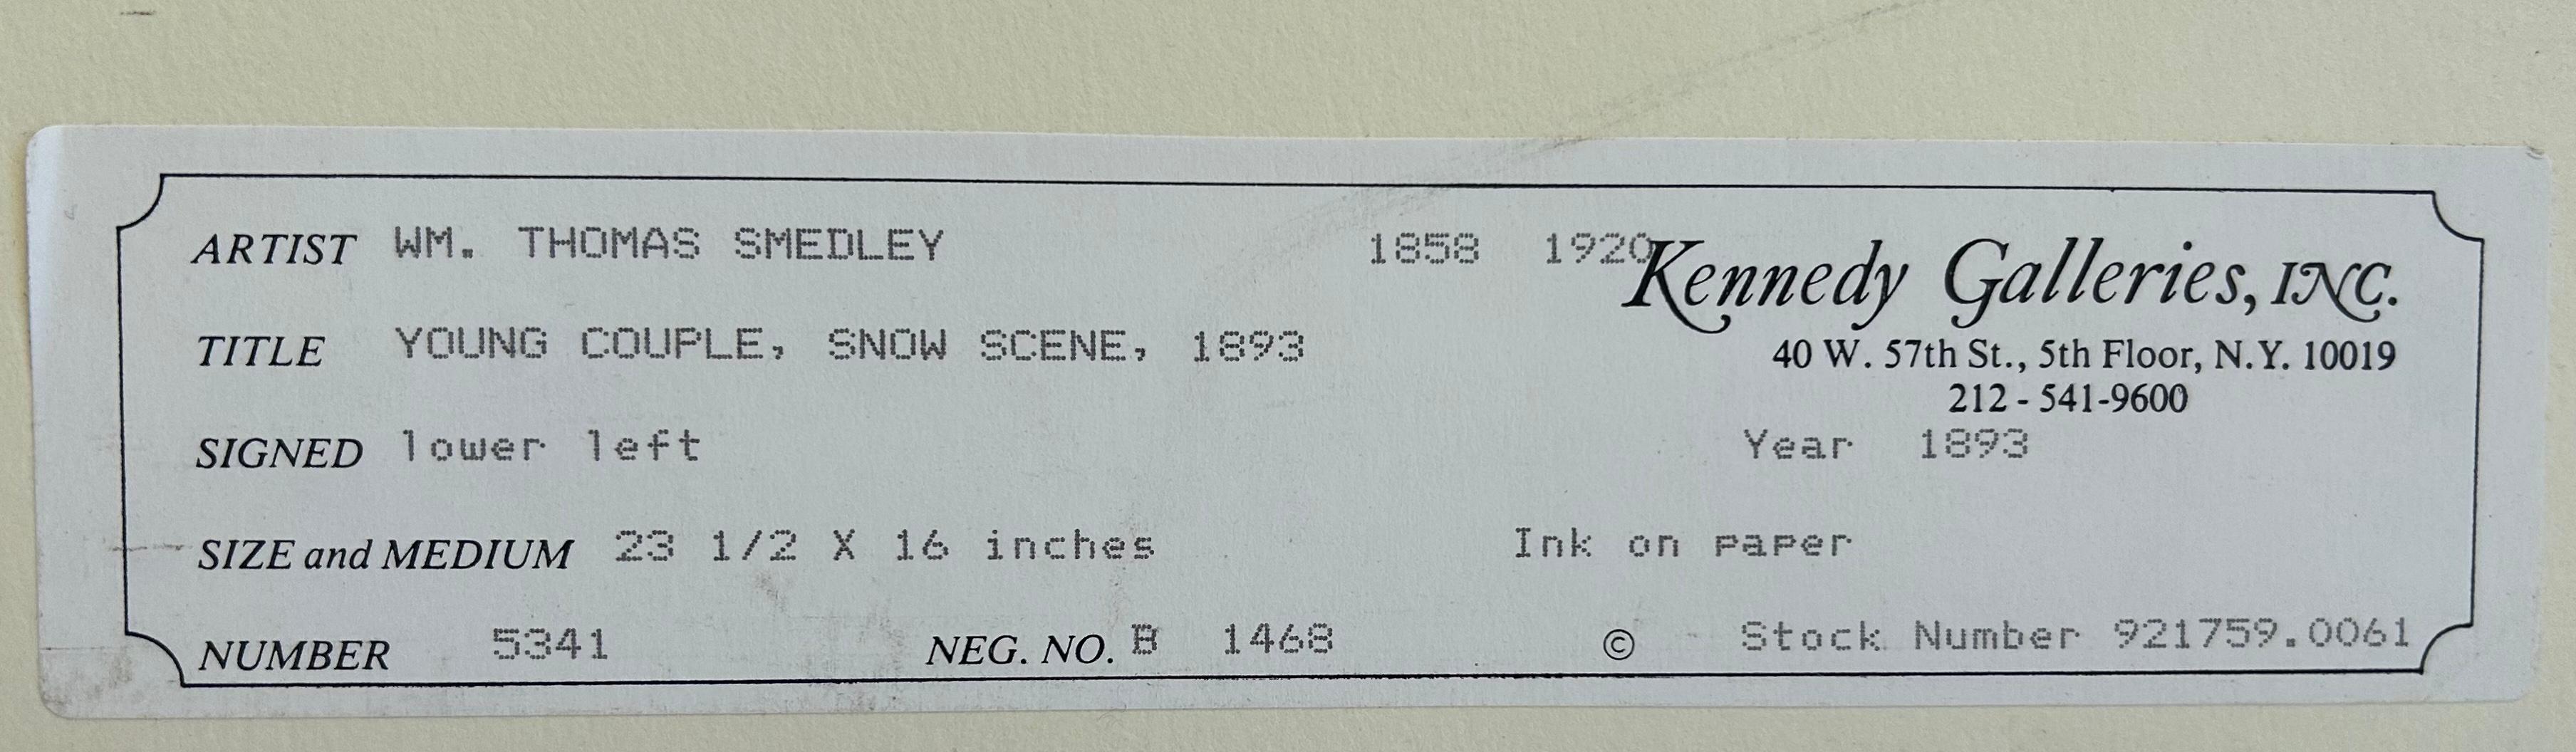 ARTIST WM. THOMAS SMEDLEY 1858 1920
Kennedy Galleries, INC.
TITLE YOUNG COUPLE, SNOW SCENE, 1893
40 W. 57th St., 5th Floor, N.Y. 10019
212 - 541-9600
SIGNED lower left Year 1893
SIZE and MEDIUM 23 1/2 X 16 inches Ink on paper
NUMBER 5341 NEG. NO. B 1468 © Stock Number 921759.0061